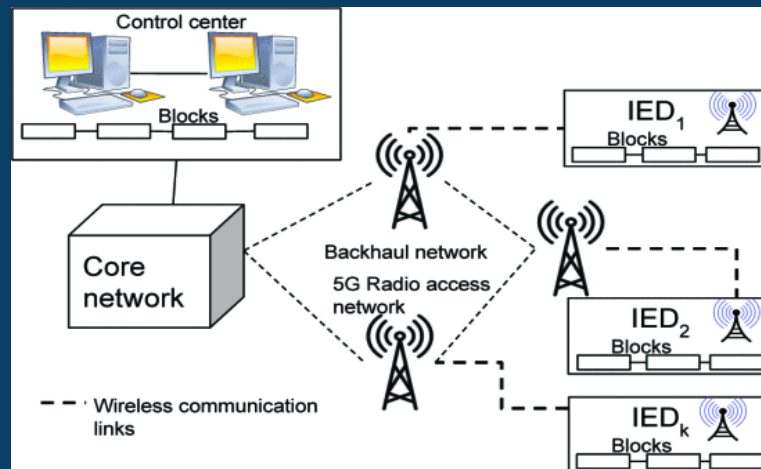 Control center
Blocks
IED1
Blocks
Backhaul network
5G Radio access
network
Core
network
IED2
Blocks
Wireless communication
links
IEDk
Blocks